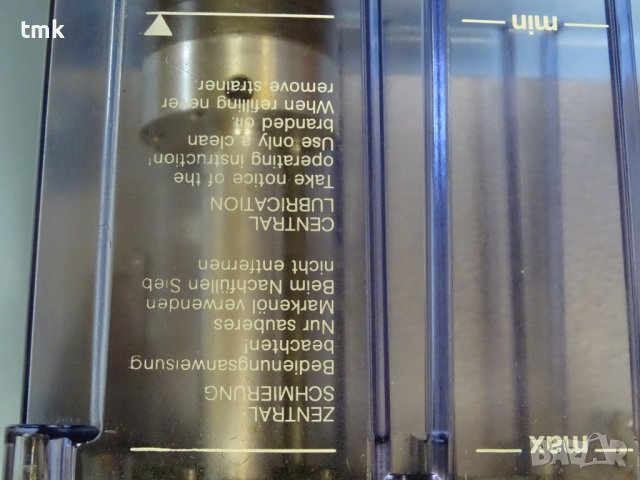 tmk
max
ZENTRAL-
SCHMIERUNG
Bedienungsanweisung
beachten!
Nur sauberes
Markenöl verwenden
Beim Nachfüllen Sieb
nicht entfernen
CENTRAL
LUBRICATION
Take notice of the
operating instruction!
Use only a clean
branded oil.
When refilling never
remove strainer.
min
BAZAR